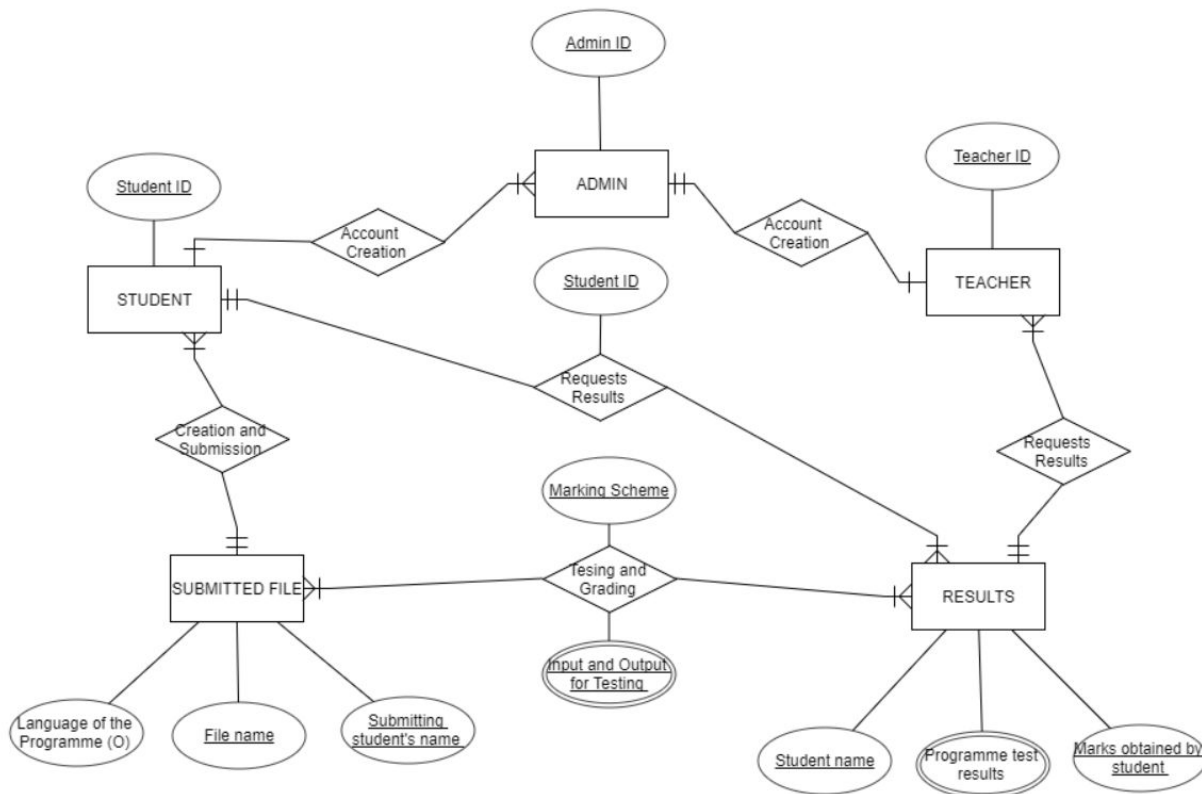 Admin ID
Teacher ID
ADMIN
Student ID
Account
Creation
Account
Creation
STUDENT
Student ID
TEACHER
Requests
Results
Creation and
Submission
Requests
Results
Marking Scheme
SUBMITTED FILE
Tesing and
Grading
RESULTS
Input and Output
for Testing
Language of the
Programme (O)
File name
Submitting
student's name
Student name
Programme test
results
Marks obtained by
student